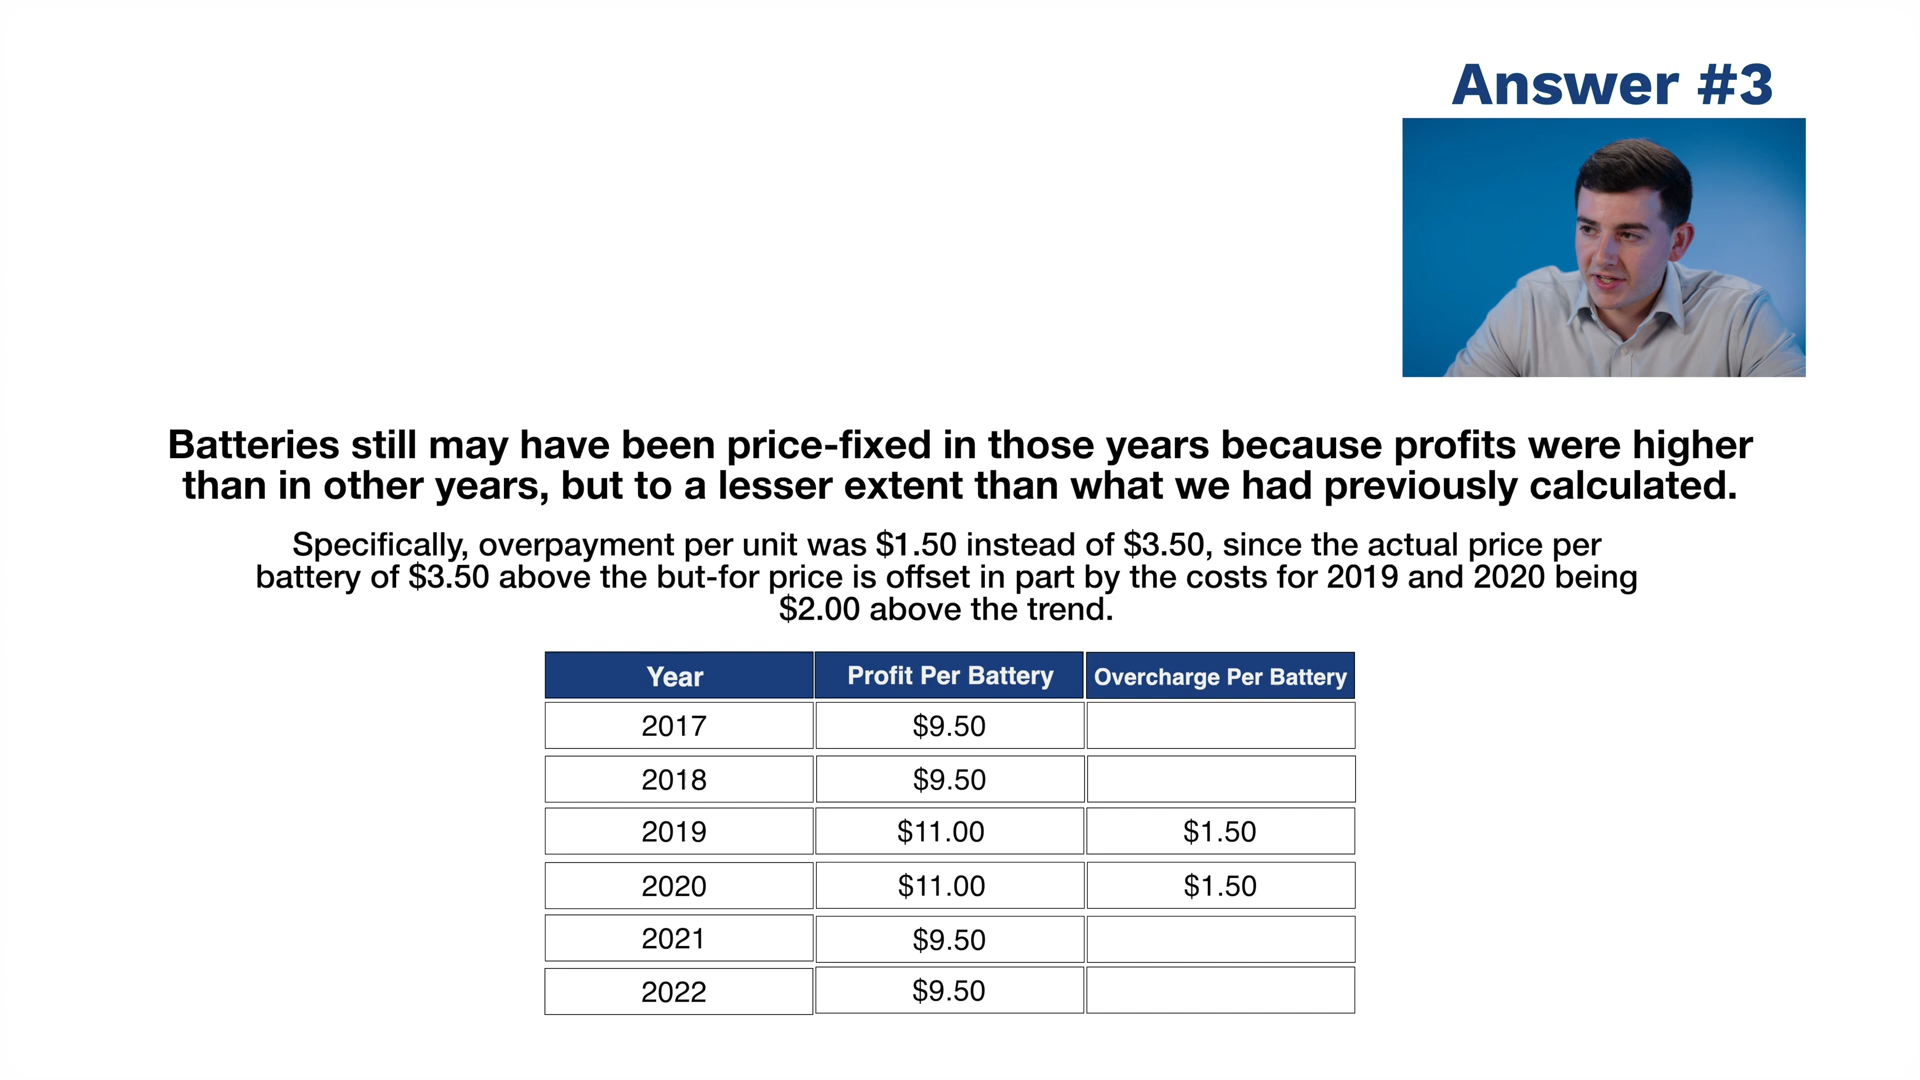 Answer #3
Batteries still may have been price-fixed in those years because profits were higher
than in other years, but to a lesser extent than what we had previously calculated.
Specifically, overpayment per unit was $1.50 instead of $3.50, since the actual price per
battery of $3.50 above the but-for price is offset in part by the costs for 2019 and 2020 being
$2.00 above the trend.
Year Profit Per Battery Overcharge Per Battery
2017 $9.50
2018 $9.50
2019 $11.00 $1.50
2020 $11.00 $1.50
2021 $9.50
2022 $9.50